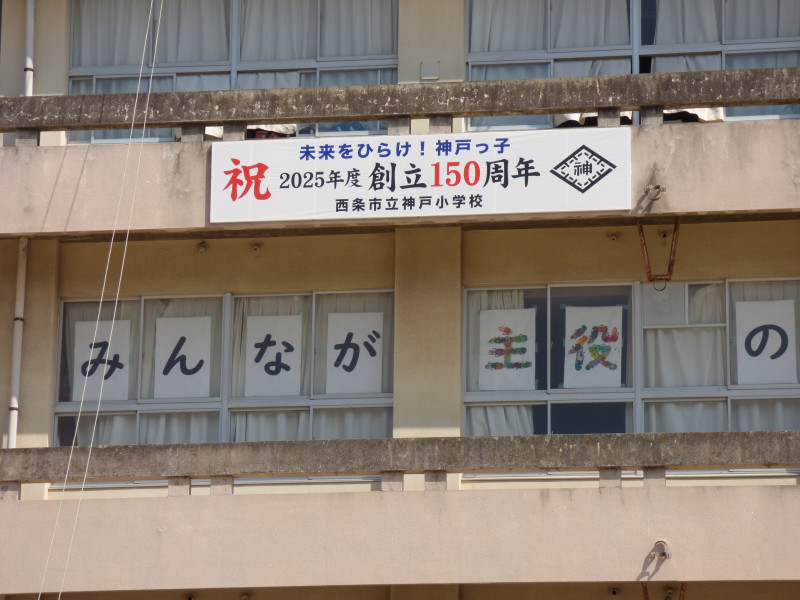 未来をひらけ!神戸っ子
祝 2025年度 創立150周年
神
西条市立神戸小学校
みんなが主役の